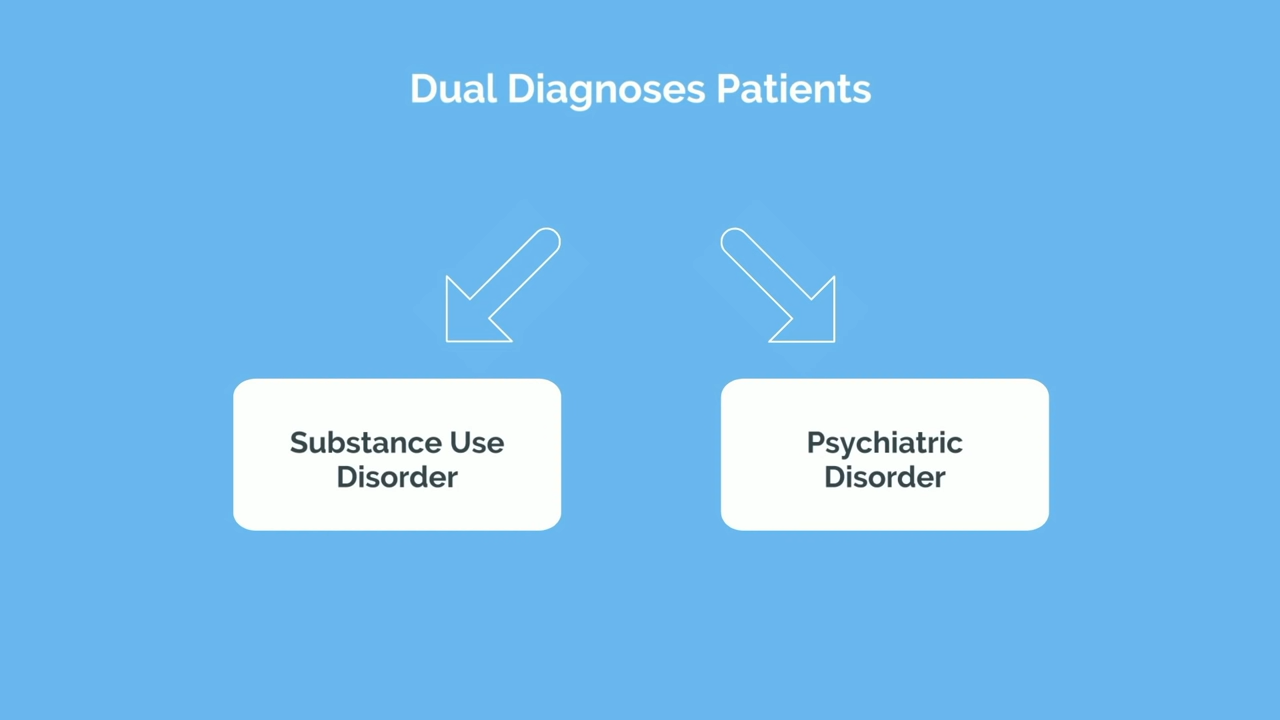 Dual Diagnoses Patients
Substance Use
Disorder
Psychiatric
Disorder